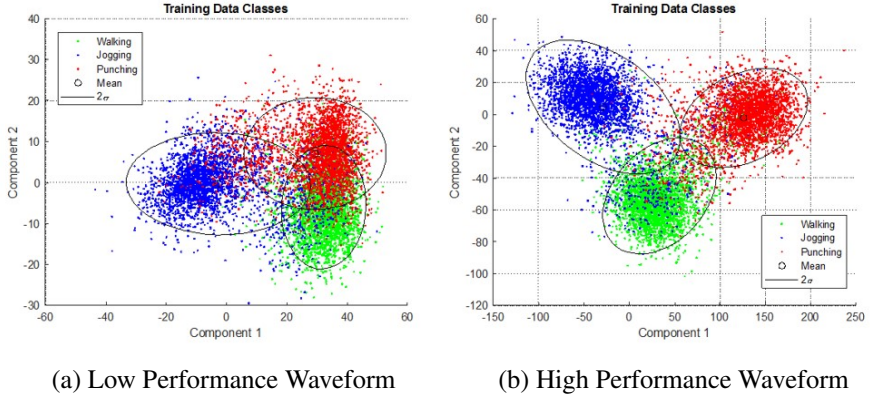 Training Data Classes
40
30
20
10
0
-10
-20
-30
-60
-40
-20
0
20
40
60
Component 2
Component 1
Walking
Jogging
Punching
Mean
2σ
(a) Low Performance Waveform
Training Data Classes
60
40
20
0
-20
-40
-60
-80
-100
-120
-150
-100
-50
0
50
100
150
200
250
Component 2
Component 1
Walking
Jogging
Punching
Mean
2σ
(b) High Performance Waveform